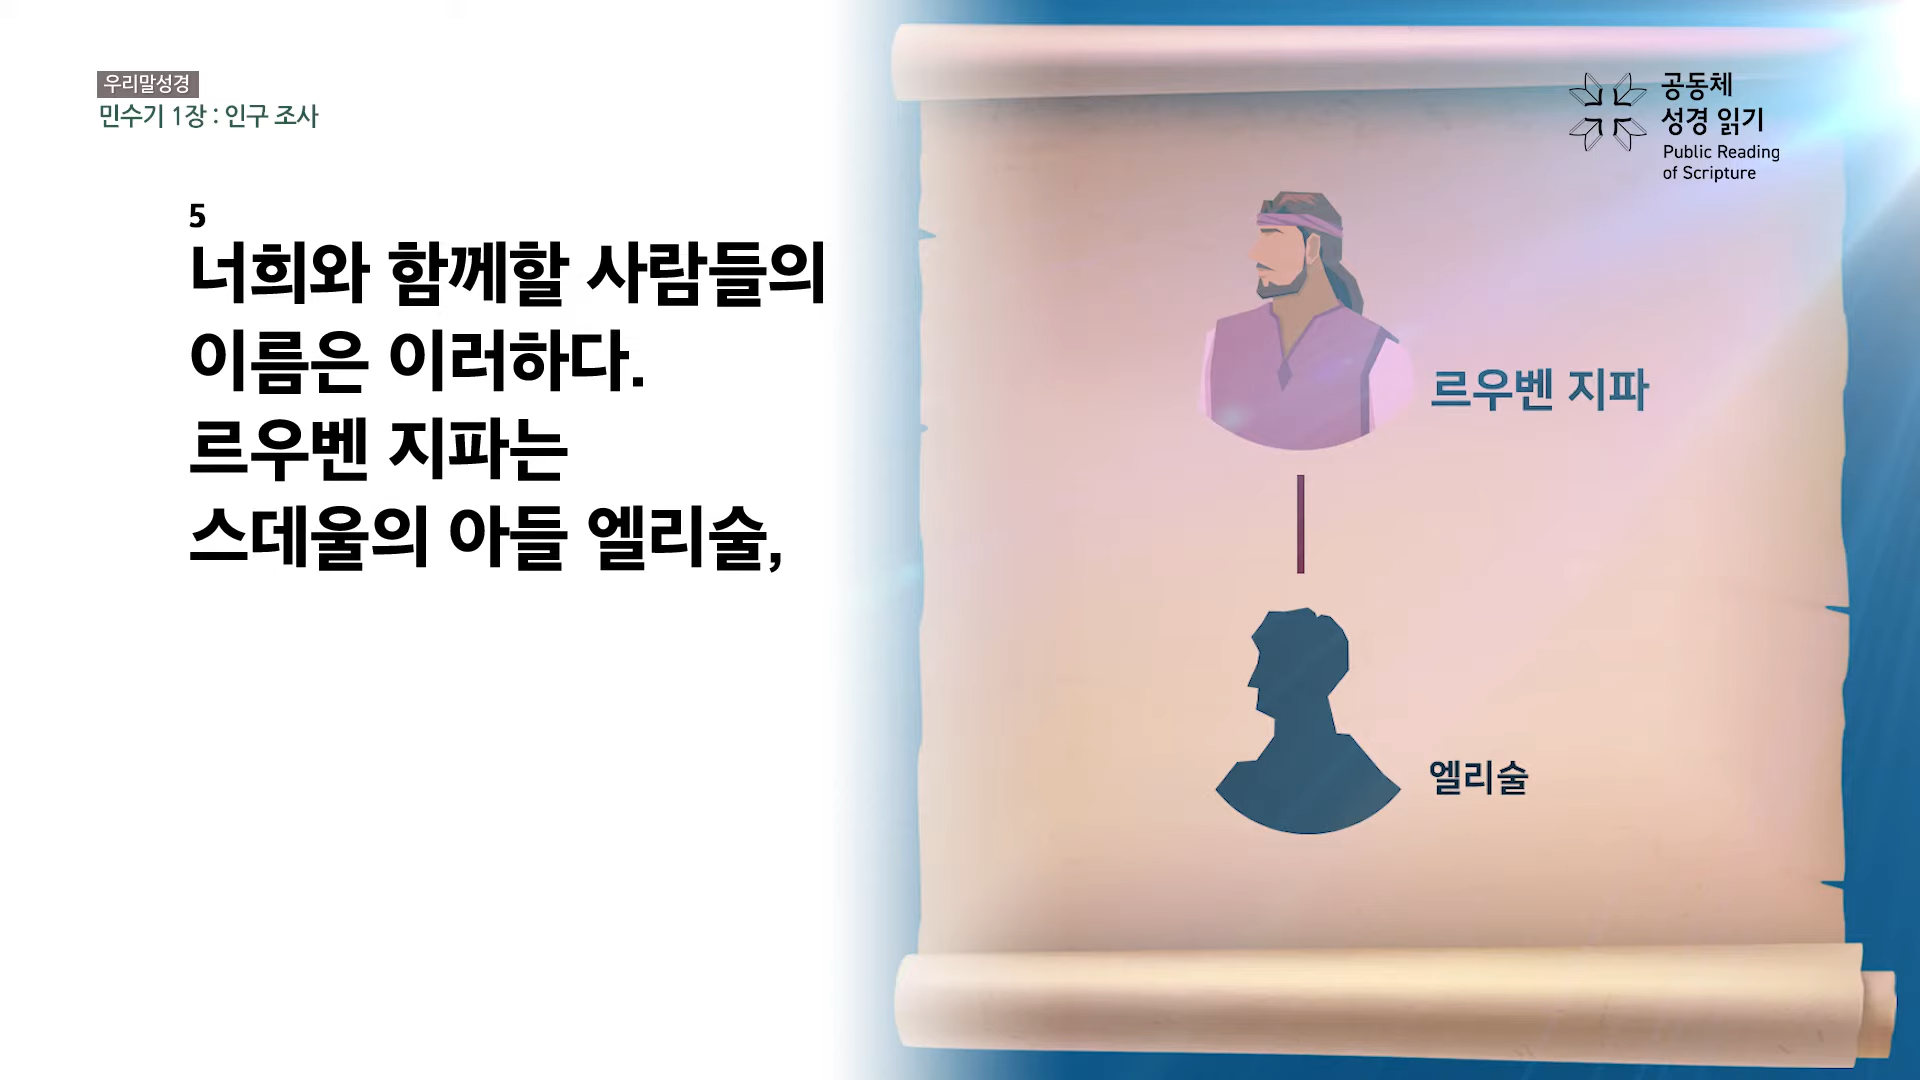 우리말성경
민수기 1장 : 인구 조사
공동체
성경 읽기
Public Reading
of Scripture
5
너희와 함께할 사람들의
이름은 이러하다.
르우벤 지파는
스데울의 아들 엘리술,
르우벤 지파
엘리술